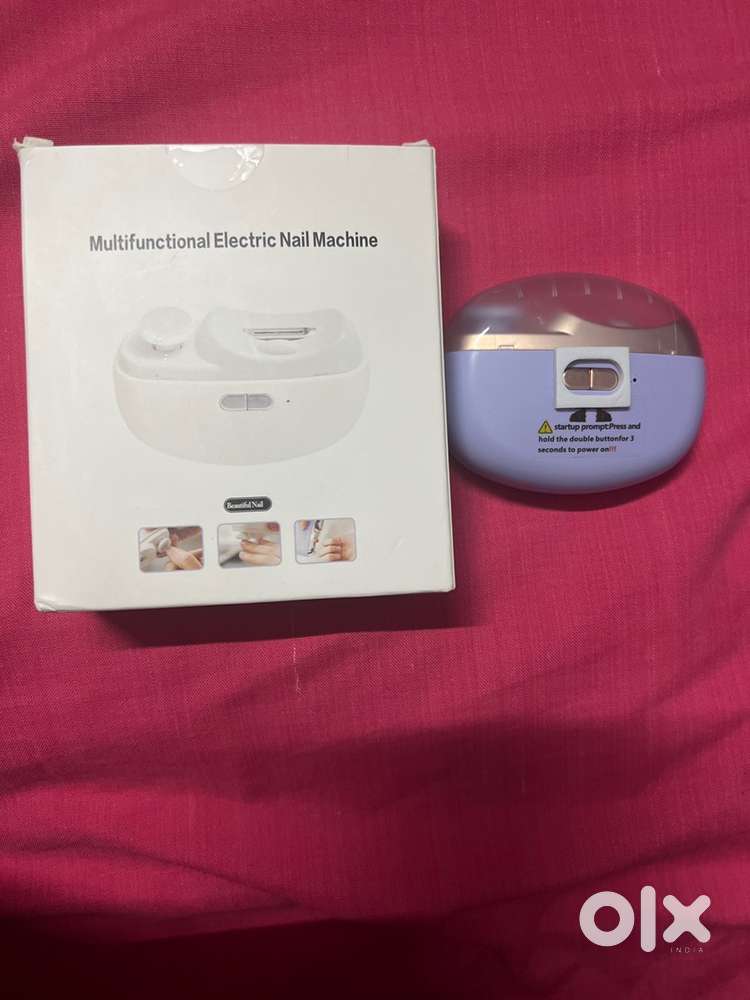 Multifunctional Electric Nail Machine
Beautiful Nail
startup prompt:Press and
hold the double buttonfor 3
seconds to power on!!!
olx
INDIA